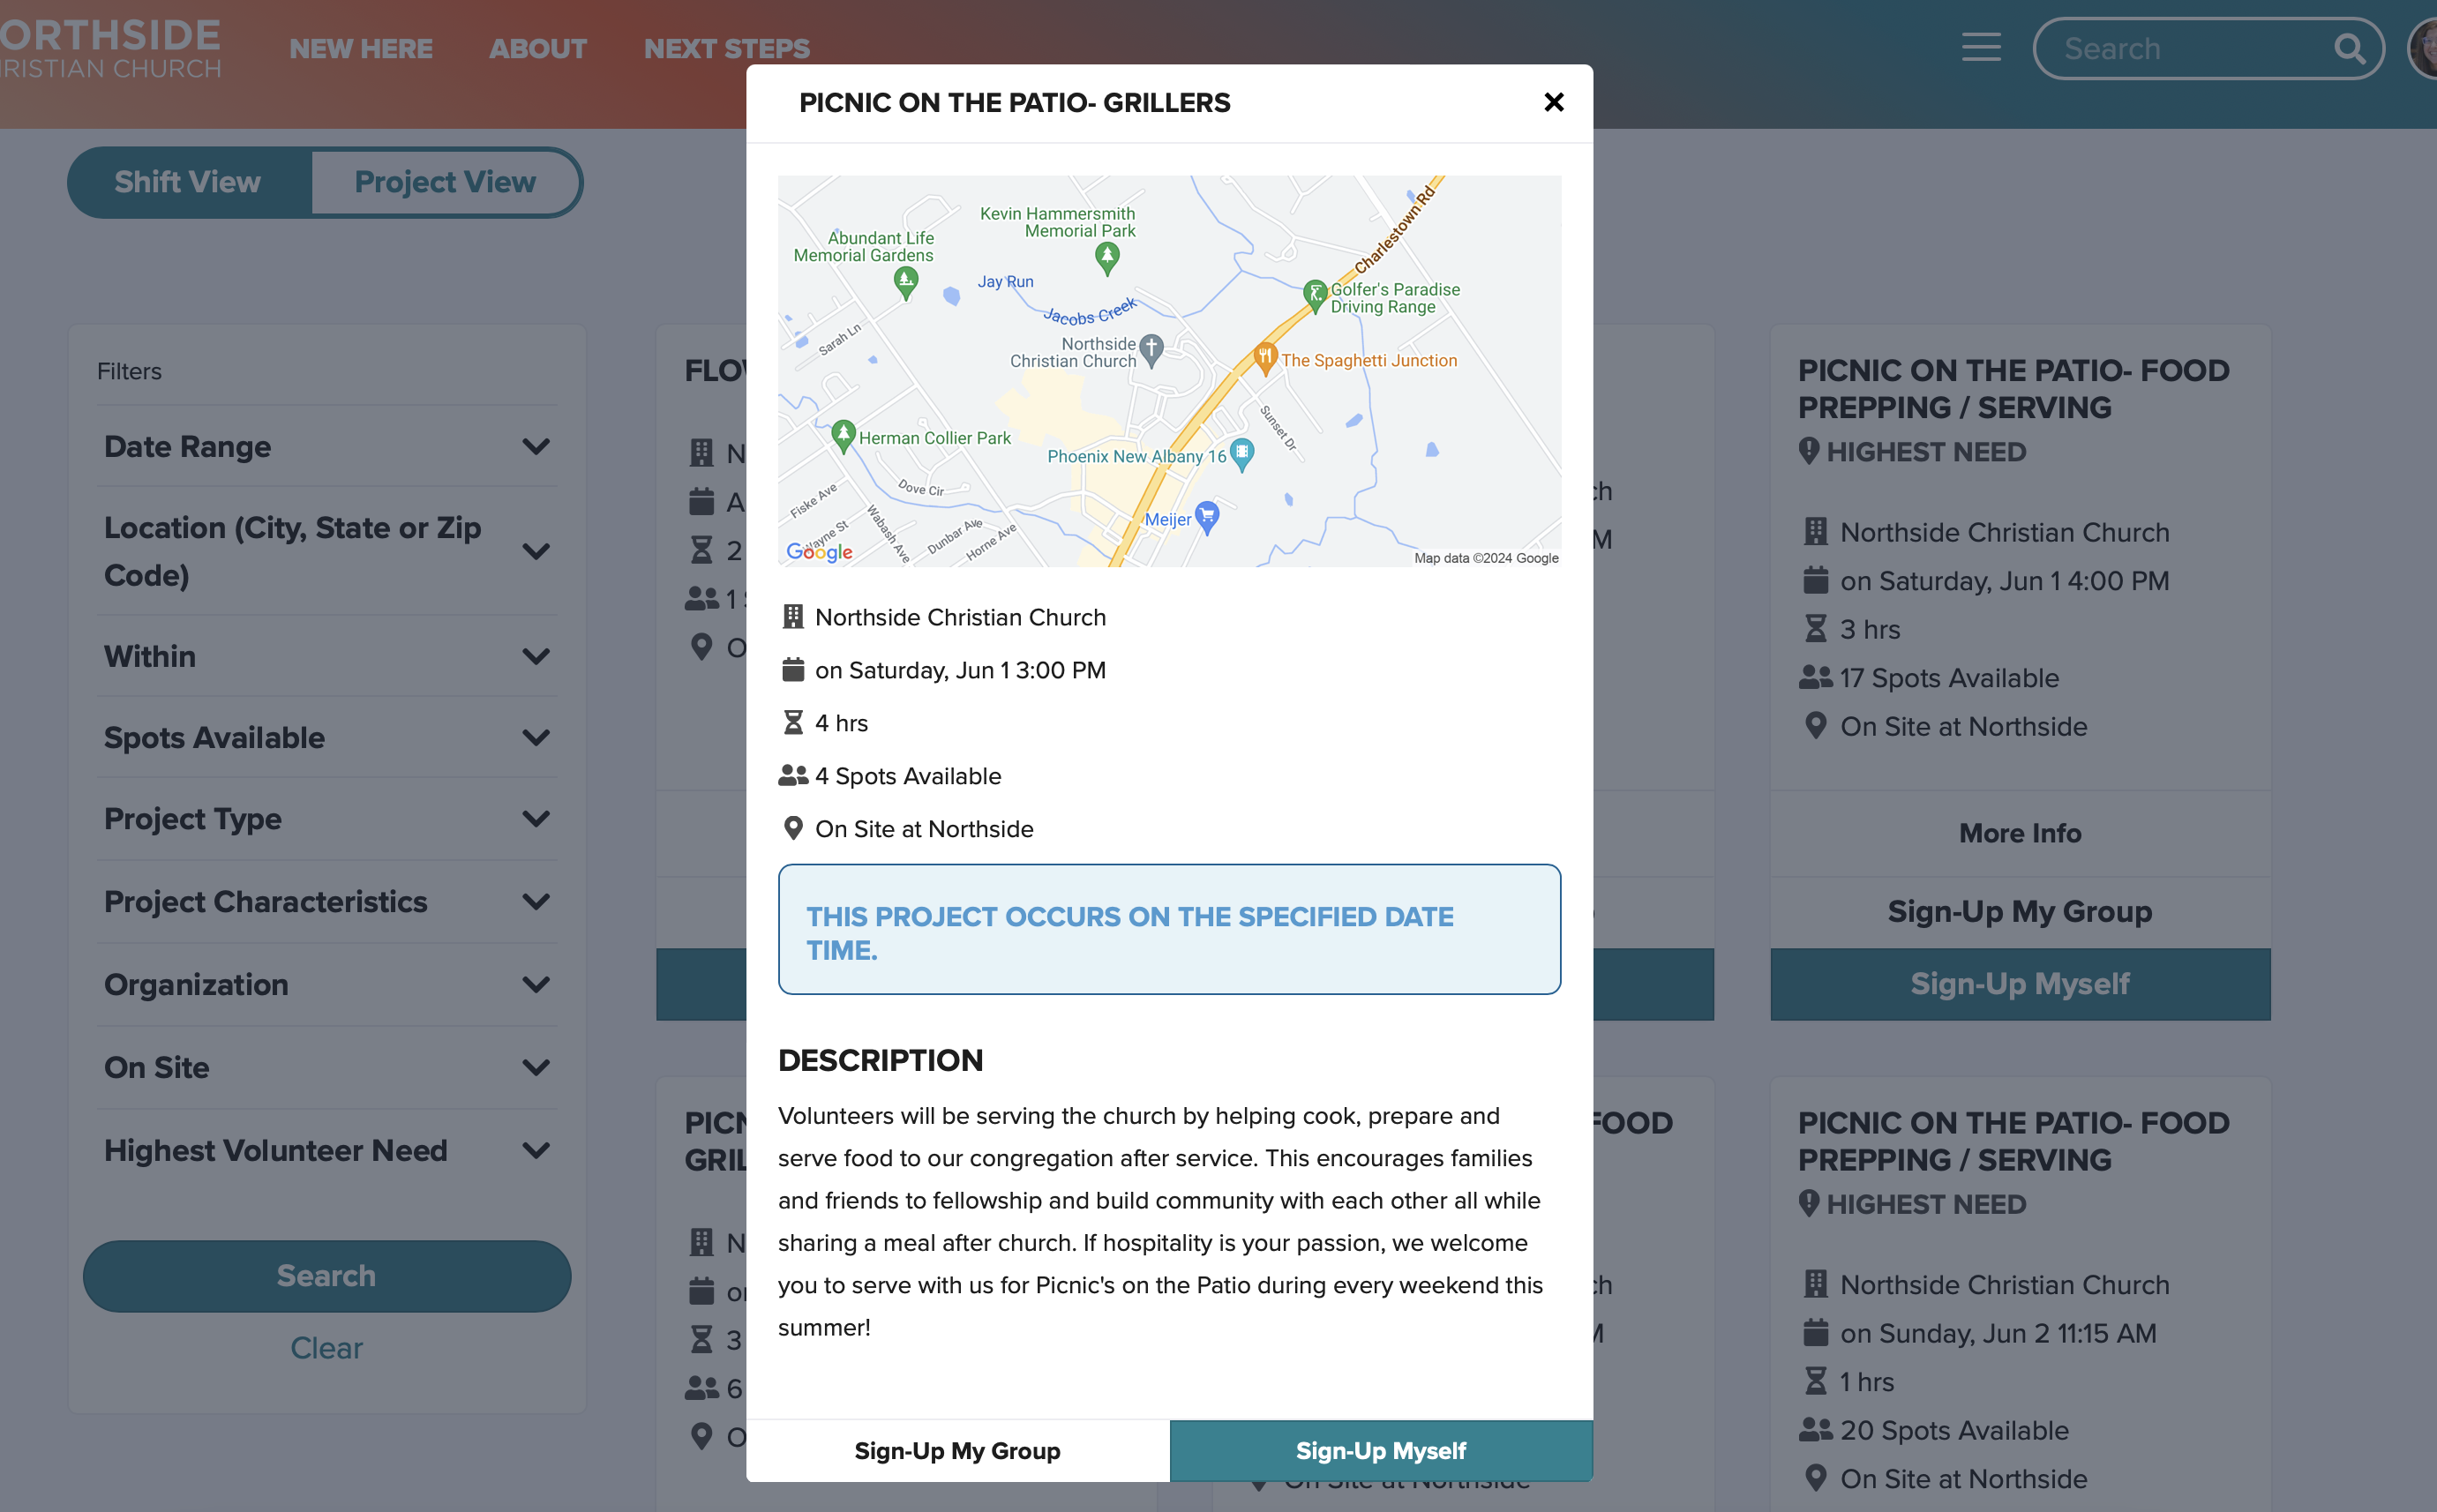 ORTHSIDE
RISTIAN CHURCH
NEW HERE
ABOUT
NEXT STEPS
Search
Shift View
Project View
Filters
Date Range
Location (City, State or Zip
Code)
Within
Spots Available
Project Type
Project Characteristics
Organization
On Site
Highest Volunteer Need
Search
Clear
PICNIC ON THE PATIO- GRILLERS
Kevin Hammersmith
Memorial Park
Abundant Life
Memorial Gardens
Jay Run
Jacobs Creek
Charlestown Rd
Golfer's Paradise
Driving Range
Sarah Ln
Northside
Christian Church
The Spaghetti Junction
Sunset Dr
Herman Collier Park
Phoenix New Albany 16
Dove Cir
Fiske Ave
Wabash Ave
Dunbar Ave
Horne Ave
Meijer
Google
Map data ©2024 Google
Northside Christian Church
on Saturday, Jun 1 3:00 PM
4 hrs
4 Spots Available
On Site at Northside
THIS PROJECT OCCURS ON THE SPECIFIED DATE
TIME.
DESCRIPTION
Volunteers will be serving the church by helping cook, prepare and
serve food to our congregation after service. This encourages families
and friends to fellowship and build community with each other all while
sharing a meal after church. If hospitality is your passion, we welcome
you to serve with us for Picnic's on the Patio during every weekend this
summer!
Sign-Up My Group
Sign-Up Myself
FLO
N
A
2
1
O
ch
M
PICNIC ON THE PATIO- FOOD
PREPPING / SERVING
HIGHEST NEED
Northside Christian Church
on Saturday, Jun 1 4:00 PM
3 hrs
17 Spots Available
On Site at Northside
More Info
Sign-Up My Group
Sign-Up Myself
PICN
GRIL
N
3
6
O
FOOD
ch
On Site at Northside
PICNIC ON THE PATIO- FOOD
PREPPING / SERVING
HIGHEST NEED
Northside Christian Church
on Sunday, Jun 2 11:15 AM
1 hrs
20 Spots Available
On Site at Northside